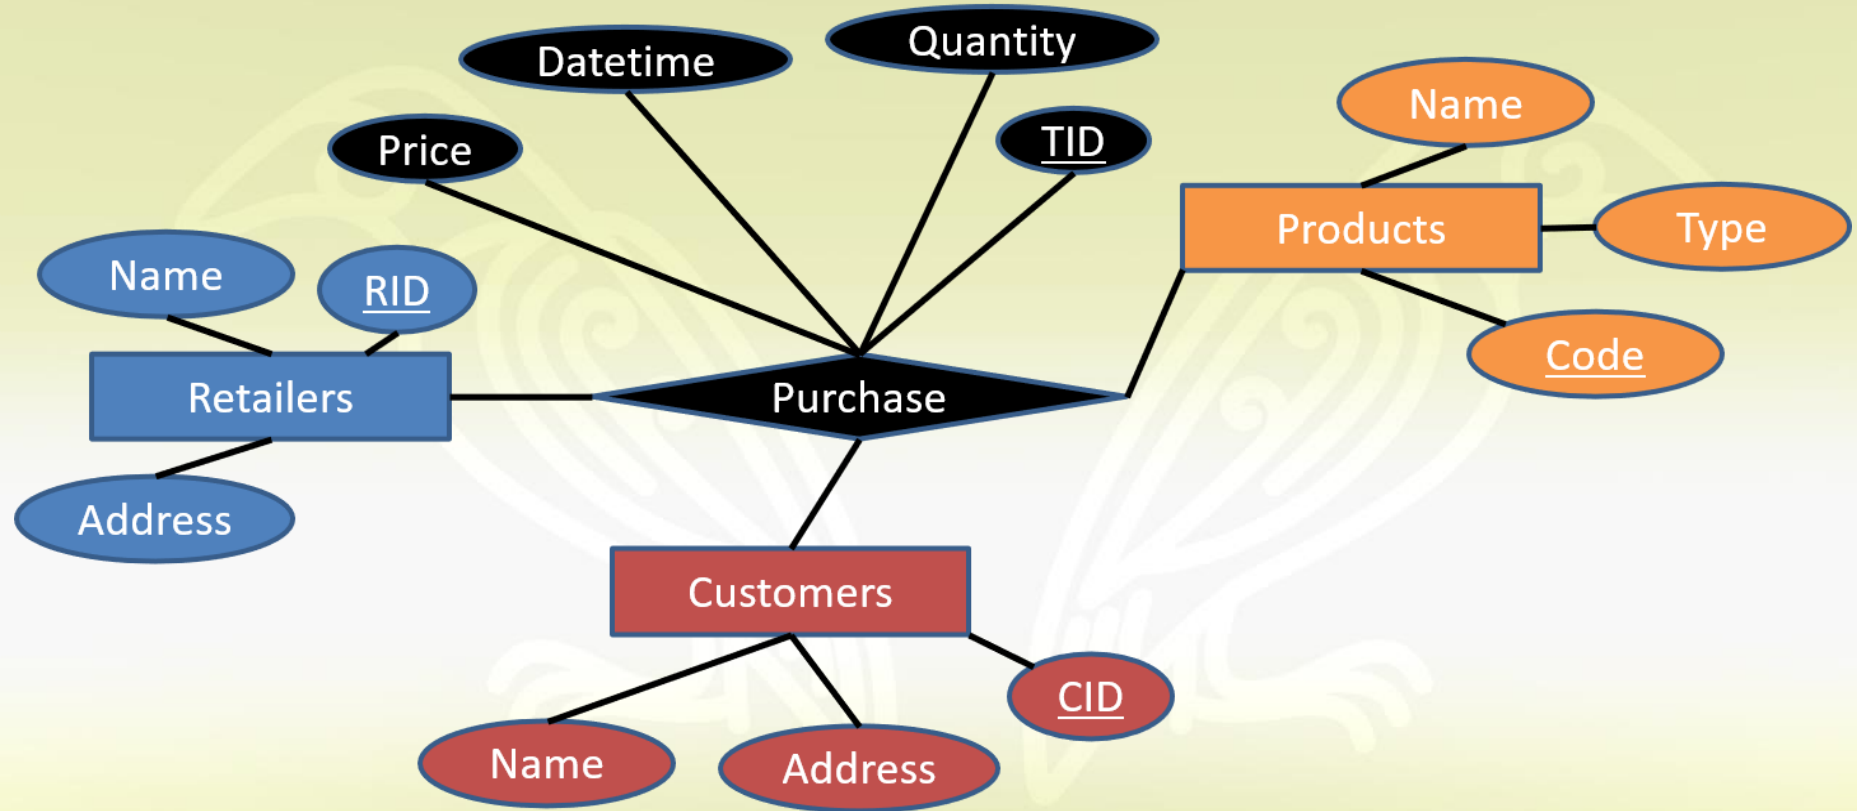 Quantity
Datetime
Name
TID
Price
Products
Type
Name
RID
Code
Retailers
Purchase
Address
Customers
CID
Name
Address